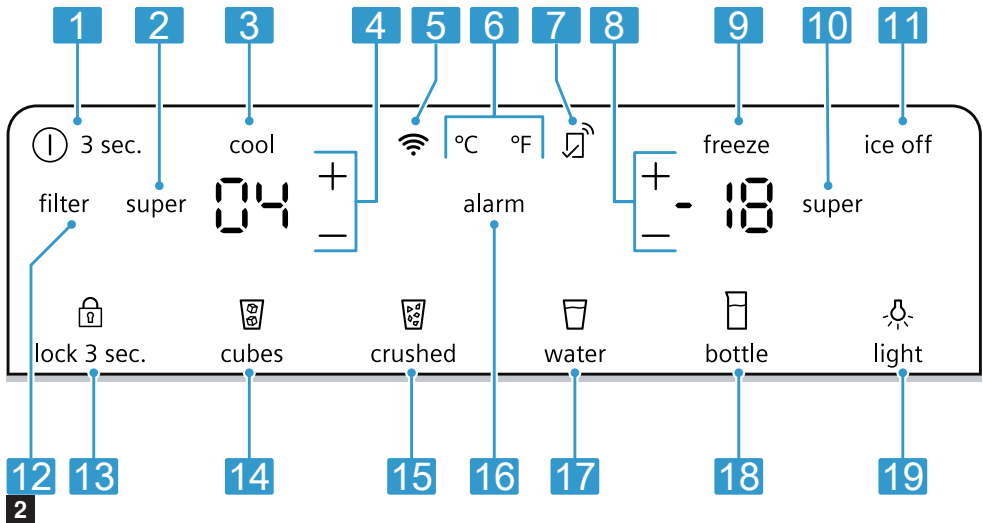 1 2 3 4 5 6 7 8 9 10 11
3 sec. cool °C °F freeze ice off
filter super 04 + − alarm + − -18 super
lock 3 sec. cubes crushed water bottle light
12 13 14 15 16 17 18 19
2